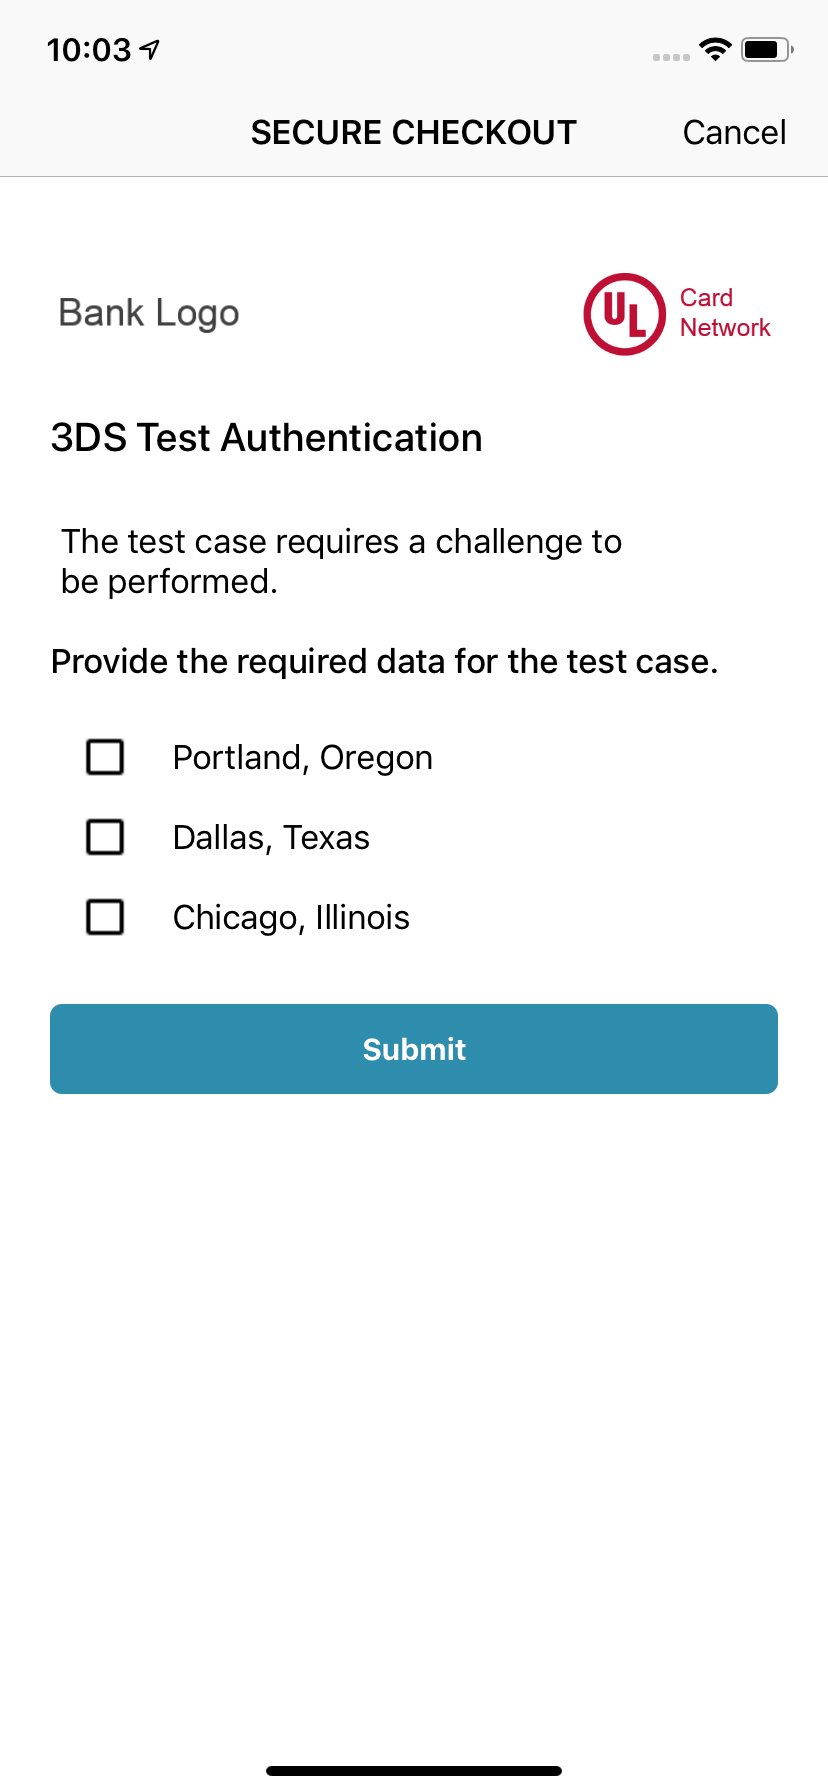 10:03
SECURE CHECKOUT Cancel
Bank Logo
UL
Card
Network
3DS Test Authentication
The test case requires a challenge to
be performed.
Provide the required data for the test case.
Portland, Oregon
Dallas, Texas
Chicago, Illinois
Submit